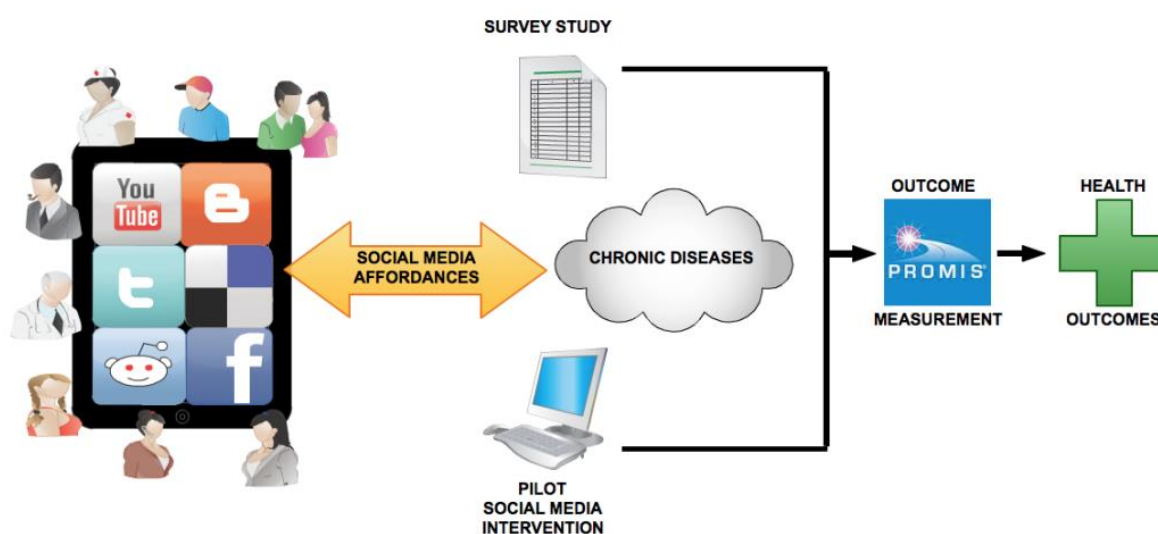 SURVEY STUDY
You
Tube
B
t
f
SOCIAL MEDIA
AFFORDANCES
CHRONIC DISEASES
OUTCOME
PROMIS®
MEASUREMENT
HEALTH
OUTCOMES
PILOT
SOCIAL MEDIA
INTERVENTION